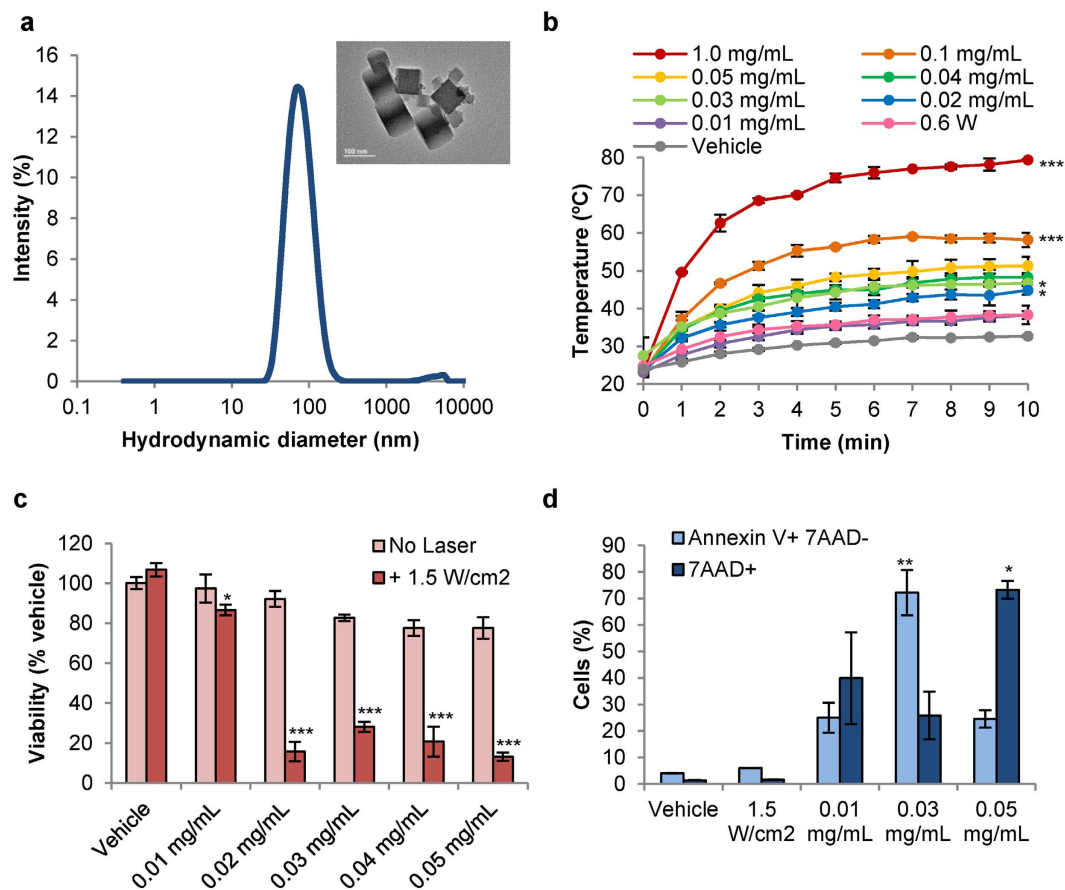 a
16
14
12
10
8
6
4
2
0
Intensity (%)
0.1 1 10 100 1000 10000
Hydrodynamic diameter (nm)
100 nm
b
1.0 mg/mL 0.1 mg/mL
0.05 mg/mL 0.04 mg/mL
0.03 mg/mL 0.02 mg/mL
0.01 mg/mL 0.6 W
Vehicle
80
70
60
50
40
30
20
Temperature (ºC)
***
***
*
*
0 1 2 3 4 5 6 7 8 9 10
Time (min)
c
No Laser
+ 1.5 W/cm2
120
100
80
60
40
20
0
Viability (% vehicle)
*
***
***
***
***
Vehicle
0.01 mg/mL
0.02 mg/mL
0.03 mg/mL
0.04 mg/mL
0.05 mg/mL
d
Annexin V+ 7AAD-
7AAD+
90
80
70
60
50
40
30
20
10
0
Cells (%)
**
*
Vehicle 1.5 0.01 0.03 0.05
W/cm2 mg/mL mg/mL mg/mL